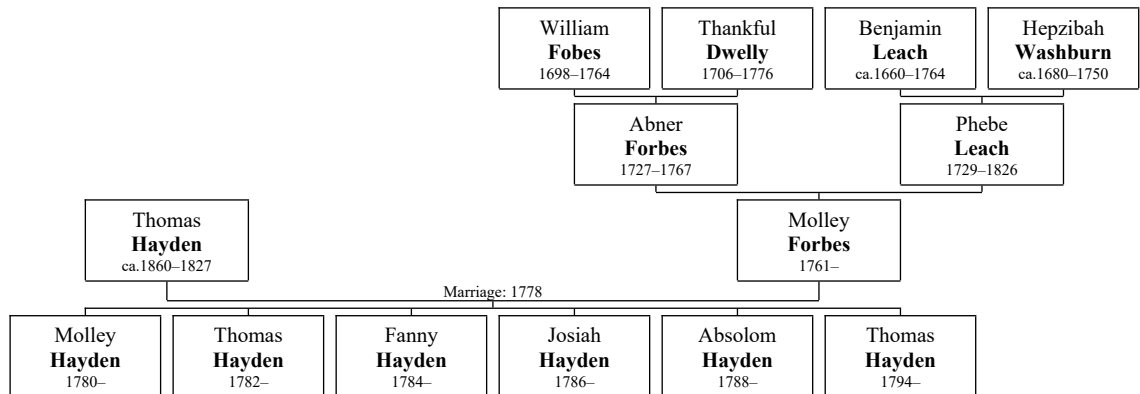 William
Fobes
1698–1764
Thankful
Dwelly
1706–1776
Benjamin
Leach
ca.1660–1764
Hepzibah
Washburn
ca.1680–1750
Abner
Forbes
1727–1767
Phebe
Leach
1729–1826
Thomas
Hayden
ca.1860–1827
Molley
Forbes
1761–
Marriage: 1778
Molley
Hayden
1780–
Thomas
Hayden
1782–
Fanny
Hayden
1784–
Josiah
Hayden
1786–
Absolom
Hayden
1788–
Thomas
Hayden
1794–